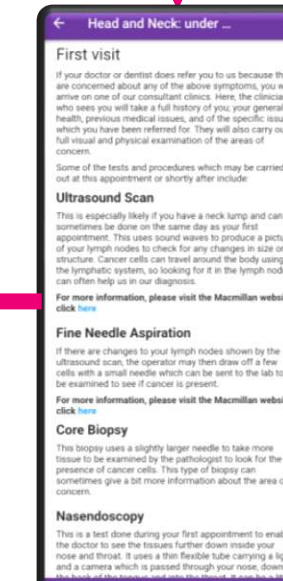 ← Head and Neck: under ...
First visit
If your doctor or dentist does refer you to us because
are concerned about any of the above symptoms, you
arrive on one of our consultant clinics. Here, the
who sees you will take a full history of you; your general
health, previous medical issues, and of the specific
which you have been referred for. They will also carry
full visual and physical examination of the areas of
concern.
Some of the tests and procedures which may be carried
out at this appointment or shortly after include:
Ultrasound Scan
This is especially likely if you have a neck lump and can
sometimes be done on the same day as your first
appointment. This uses sound waves to produce a
of your lymph nodes to check for any changes in size
structure. Cancer cells can travel around the body using
the lymphatic system, so looking for it in the lymph
can often help us in our diagnosis.
For more information, please visit the Macmillan
click here
Fine Needle Aspiration
If there are changes to your lymph nodes shown by the
ultrasound scan, the operator may then draw off a few
cells with a small needle which can be sent to the lab to
be examined to see if cancer is present.
For more information, please visit the Macmillan
click here
Core Biopsy
This biopsy uses a slightly larger needle to take more
tissue to be examined by the pathologist to look for the
presence of cancer cells. This type of biopsy can
sometimes give a bit more information about the area
concern.
Nasendoscopy
This is a test done during your first appointment to
the doctor to see the tissues further down inside your
nose and throat. It uses a thin flexible tube carrying a
and a camera which is passed through your nose, down